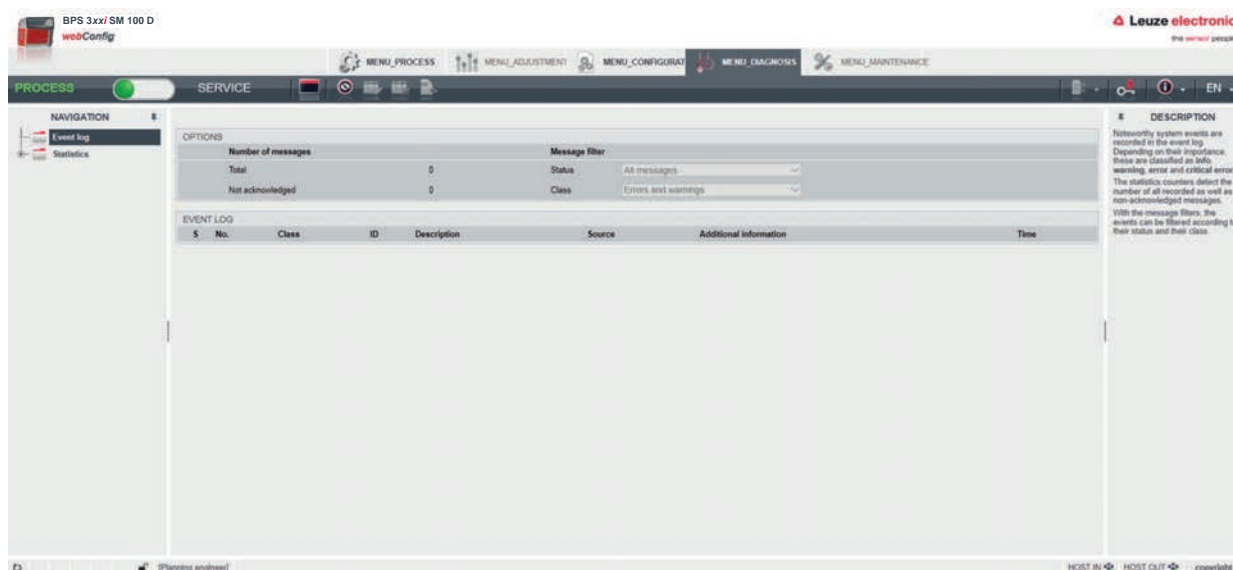 BPS 3xxi SM 100 D
webConfig
Leuze electronic
the sensor people
MENU_PROCESS MENU_ADJUSTMENT MENU_CONFIGURAT MENU_DIAGNOSIS MENU_MAINTENANCE
PROCESS SERVICE EN
NAVIGATION
Event log
Statistics
OPTIONS
Number of messages Message filter
Total 0 Status All messages
Not acknowledged 0 Class Errors and warnings
EVENT LOG
S No. Class ID Description Source Additional information Time
DESCRIPTION
Noteworthy system events are
recorded in the event log.
Depending on their importance,
these are classified as Info,
warning, error and critical error
The statistics counters detect the
number of all recorded as well as
non-acknowledged messages.
With the message filters, the
events can be filtered according t
their status and their class.
[Planning engineer] HOST IN HOST OUT copyright